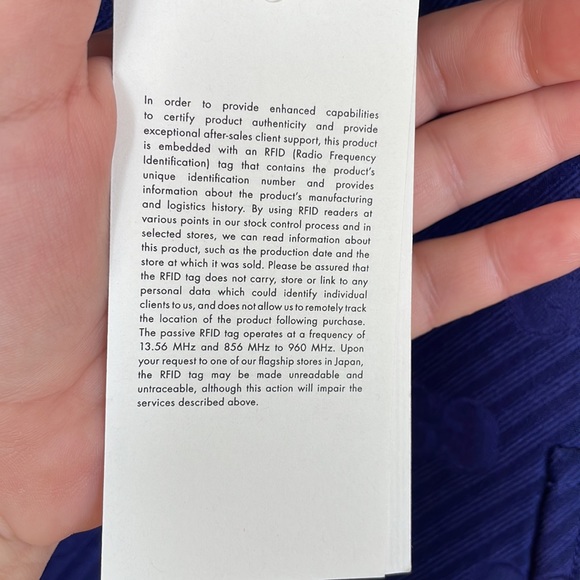 In order to provide enhanced capabilities
to certify product authenticity and provide
exceptional after-sales client support, this product
is embedded with an RFID (Radio Frequency
Identification) tag that contains the product's
unique identification number and provides
information about the product's manufacturing
and logistics history. By using RFID readers at
various points in our stock control process and in
selected stores, we can read information about
this product, such as the production date and the
store at which it was sold. Please be assured that
the RFID tag does not carry, store or link to any
personal data which could identify individual
clients to us, and does not allow us to remotely track
the location of the product following purchase.
The passive RFID tag operates at a frequency of
13.56 MHz and 856 MHz to 960 MHz. Upon
your request to one of our flagship stores in Japan,
the RFID tag may be made unreadable and
untraceable, although this action will impair the
services described above.